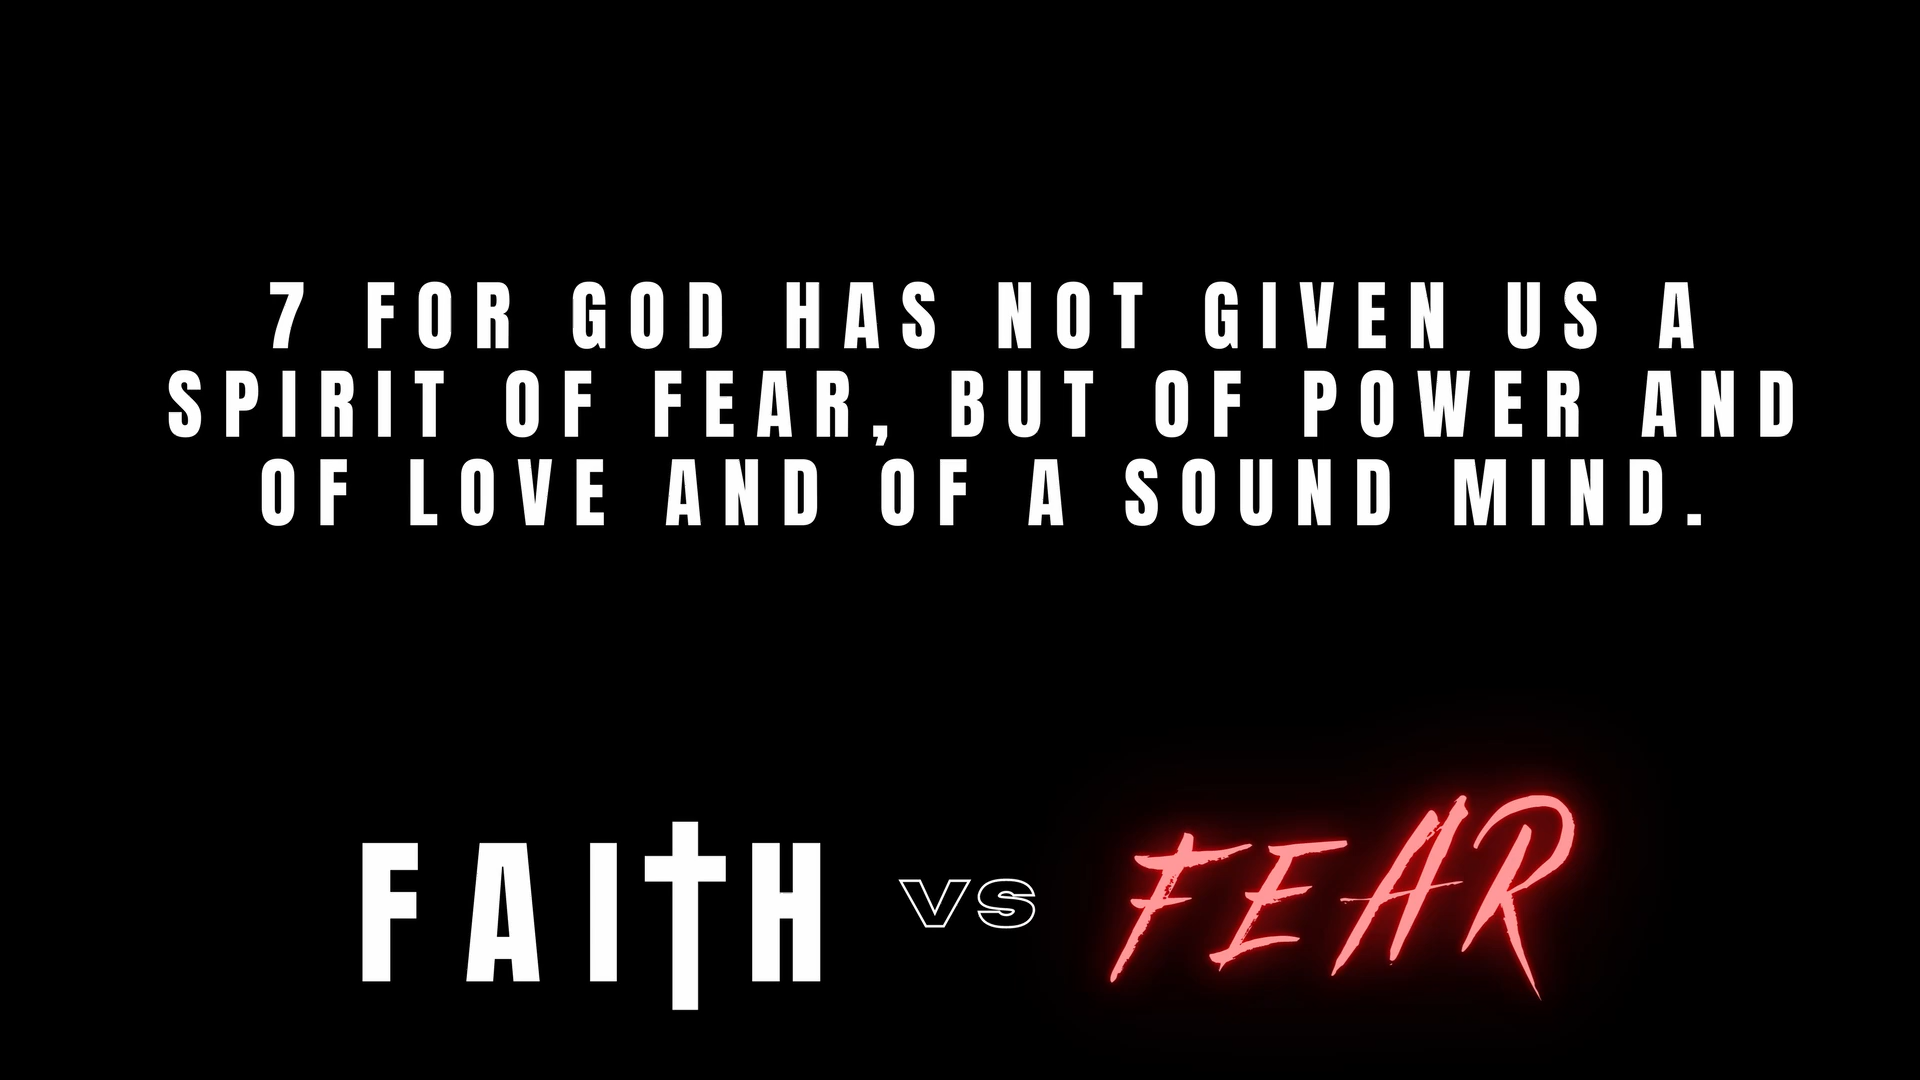 7 FOR GOD HAS NOT GIVEN US A
SPIRIT OF FEAR, BUT OF POWER AND
OF LOVE AND OF A SOUND MIND.
FAITH VS FEAR